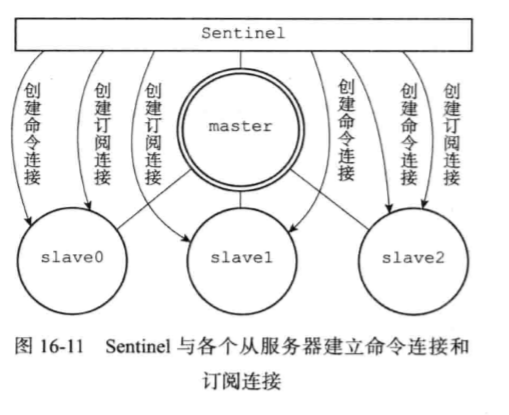 Sentinel
创建命令连接
创建订阅连接
创建订阅连接
master
创建命令连接
创建命令连接
创建订阅连接
slave0
slave1
slave2
图 16-11 Sentinel 与各个从服务器建立命令连接和
订阅连接